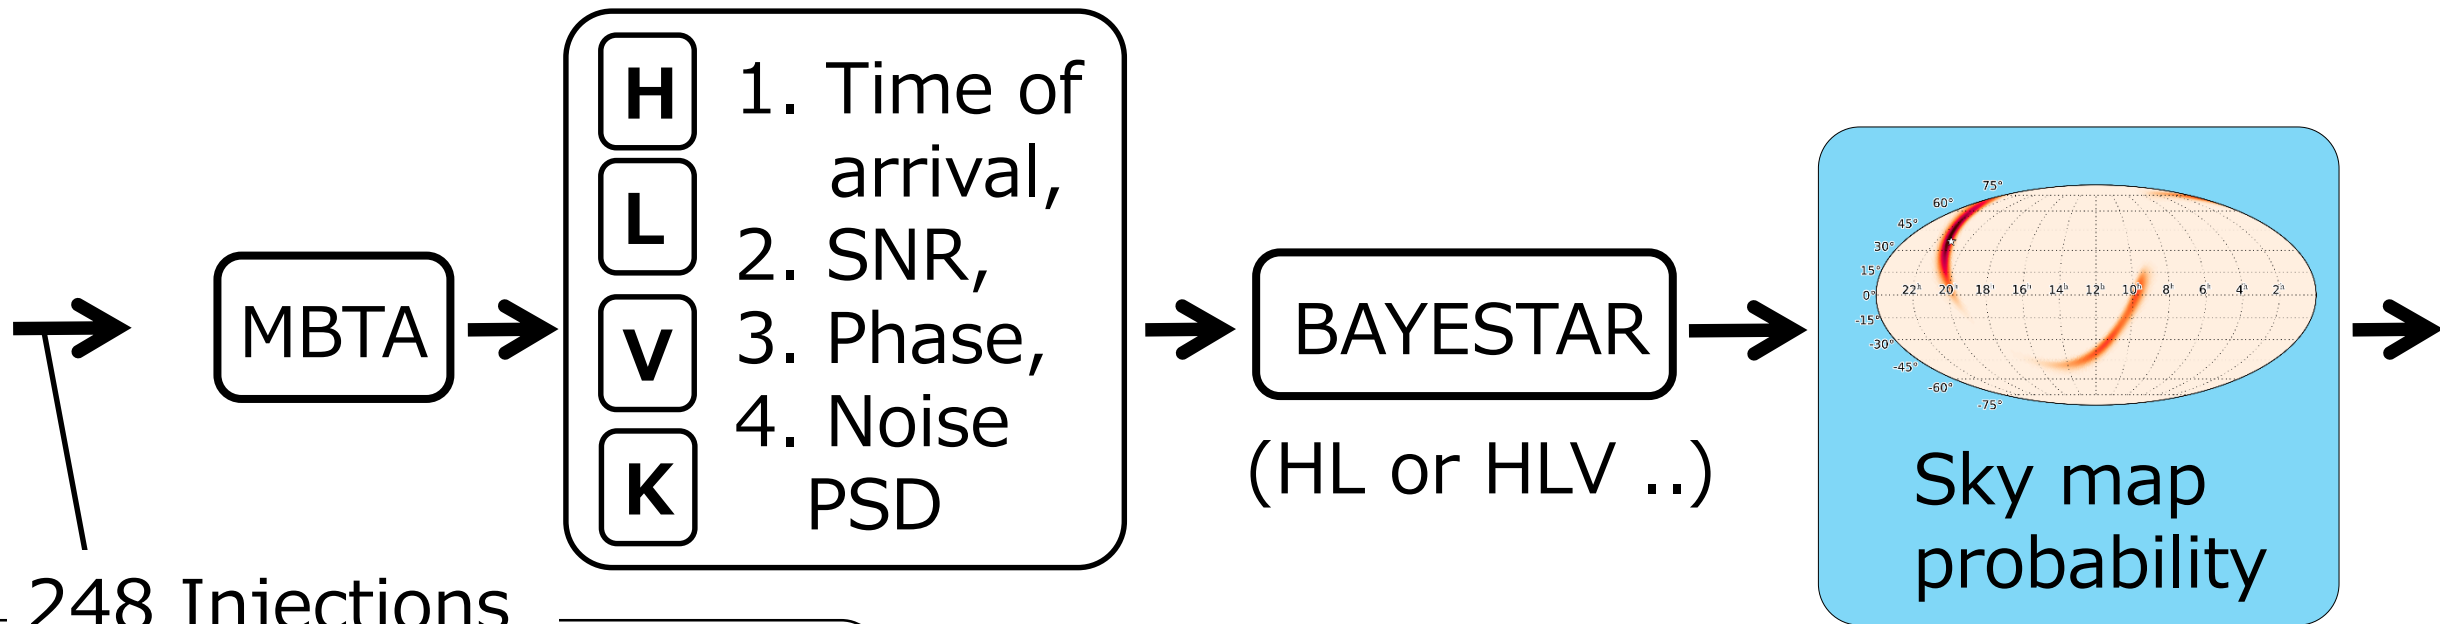 MBTA
H
L
V
K
1. Time of
arrival,
2. SNR,
3. Phase,
4. Noise
PSD
BAYESTAR
(HL or HLV ..)
75°
60°
45°
30°
15°
0°
-15°
-30°
-45°
-60°
-75°
22h 20h 18h 16h 14h 12h 10h 8h 6h 4h 2h
Sky map
probability
248 Injections